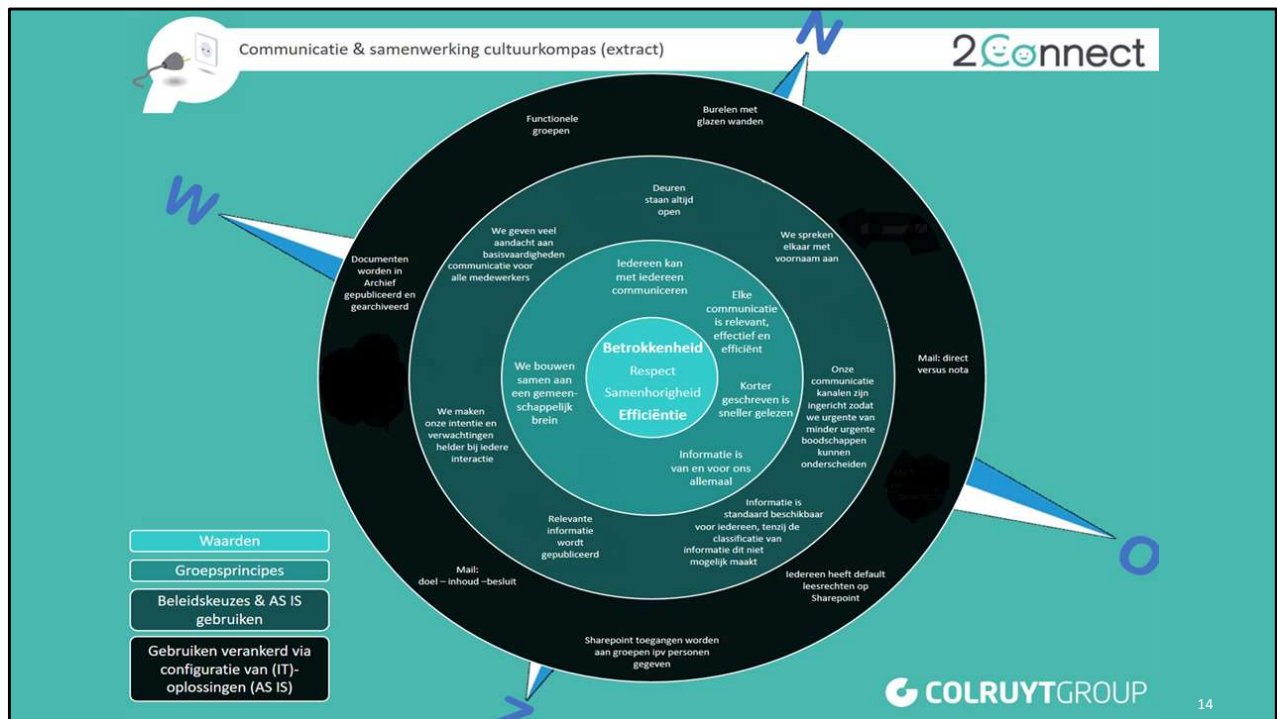 Communicatie & samenwerking cultuurkompas (extract)
2Connect
N
W
O
Z
Functionele
groepen
Burelen met
glazen wanden
Deuren
staan altijd
open
We geven veel
aandacht aan
basisvaardigheden
communicatie voor
alle medewerkers
We spreken
elkaar met
voornaam aan
Documenten
worden in
Archief
gepubliceerd en
gearchiveerd
Iedereen kan
met iedereen
communiceren
Elke
communicatie
is relevant,
effectief en
efficiënt
Betrokkenheid
Respect
Samenhorigheid
Efficiëntie
We bouwen
samen aan
een gemeen-
schappelijk
brein
Korter
geschreven is
sneller gelezen
Onze
communicatie
kanalen zijn
ingericht zodat
we urgente van
minder urgente
boodschappen
kunnen
onderscheiden
Mail: direct
versus nota
We maken
onze intentie en
verwachtingen
helder bij iedere
interactie
Informatie is
van en voor ons
allemaal
Relevante
informatie
wordt
gepubliceerd
Informatie is
standaard beschikbaar
voor iedereen, tenzij de
classificatie van
informatie dit niet
mogelijk maakt
Mail:
doel – inhoud –besluit
Iedereen heeft default
leesrechten op
Sharepoint
Sharepoint toegangen worden
aan groepen ipv personen
gegeven
Waarden
Groepsprincipes
Beleidskeuzes & AS IS
gebruiken
Gebruiken verankerd via
configuratie van (IT)-
oplossingen (AS IS)
COLRUYTGROUP
14